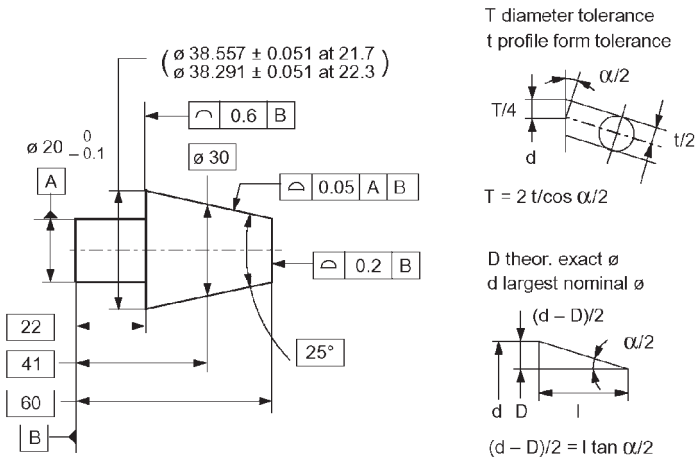 ( ø 38.557 ± 0.051 at 21.7
ø 38.291 ± 0.051 at 22.3 )
⌒ 0.6 B
ø 20 0
– 0.1
ø 30
A
⌓ 0.05 A B
⌓ 0.2 B
22
25°
41
60
B
T diameter tolerance
t profile form tolerance
α/2
T/4
d
t/2
T = 2 t/cos α/2
D theor. exact ø
d largest nominal ø
(d – D)/2
α/2
d D l
(d – D)/2 = l tan α/2